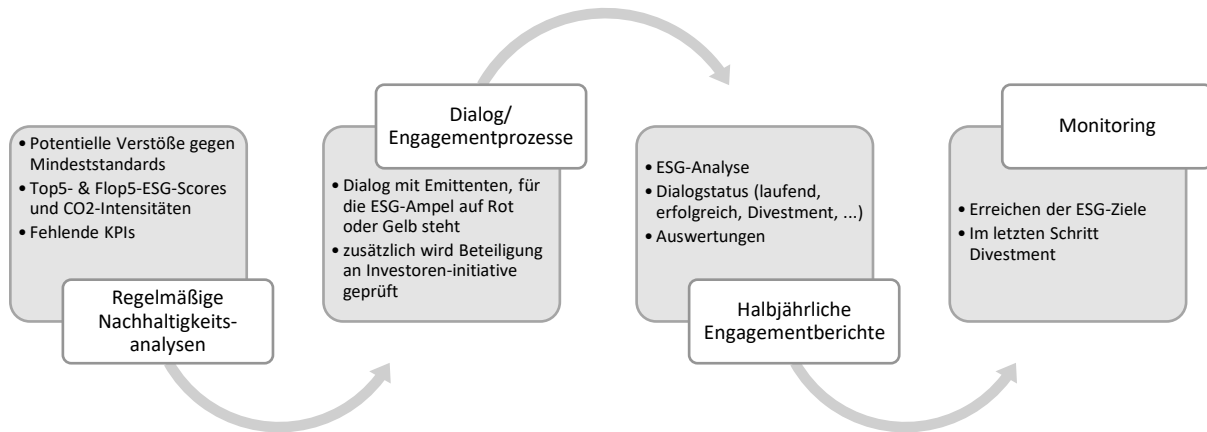 • Potentielle Verstöße gegen
Mindeststandards
• Top5- & Flop5-ESG-Scores
und CO2-Intensitäten
• Fehlende KPIs
Regelmäßige
Nachhaltigkeits-
analysen
Dialog/
Engagementprozesse
• Dialog mit Emittenten, für
die ESG-Ampel auf Rot
oder Gelb steht
• zusätzlich wird Beteiligung
an Investoren-initiative
geprüft
• ESG-Analyse
• Dialogstatus (laufend,
erfolgreich, Divestment, ...)
• Auswertungen
Halbjährliche
Engagementberichte
Monitoring
• Erreichen der ESG-Ziele
• Im letzten Schritt
Divestment